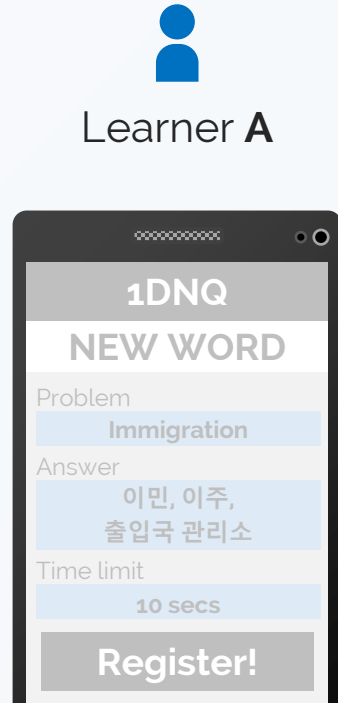 Learner A
1DNQ
NEW WORD
Problem
Immigration
Answer
이민, 이주,
출입국 관리소
Time limit
10 secs
Register!